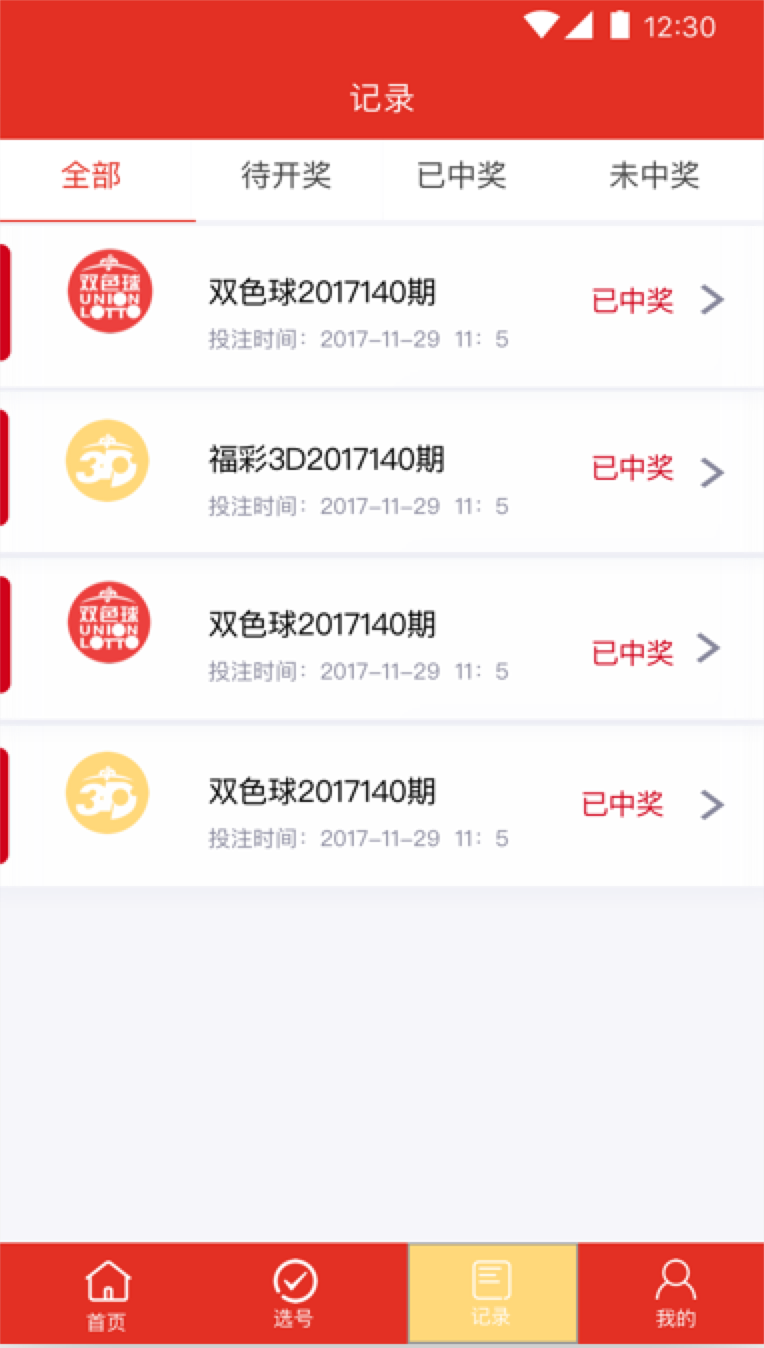 12:30
记录
全部 待开奖 已中奖 未中奖
双色球
UNION
LOTTO
双色球2017140期
已中奖
投注时间：2017-11-29 11：5
3D
福彩3D2017140期
已中奖
投注时间：2017-11-29 11：5
双色球
UNION
LOTTO
双色球2017140期
已中奖
投注时间：2017-11-29 11：5
3D
双色球2017140期
已中奖
投注时间：2017-11-29 11：5
首页 选号 记录 我的